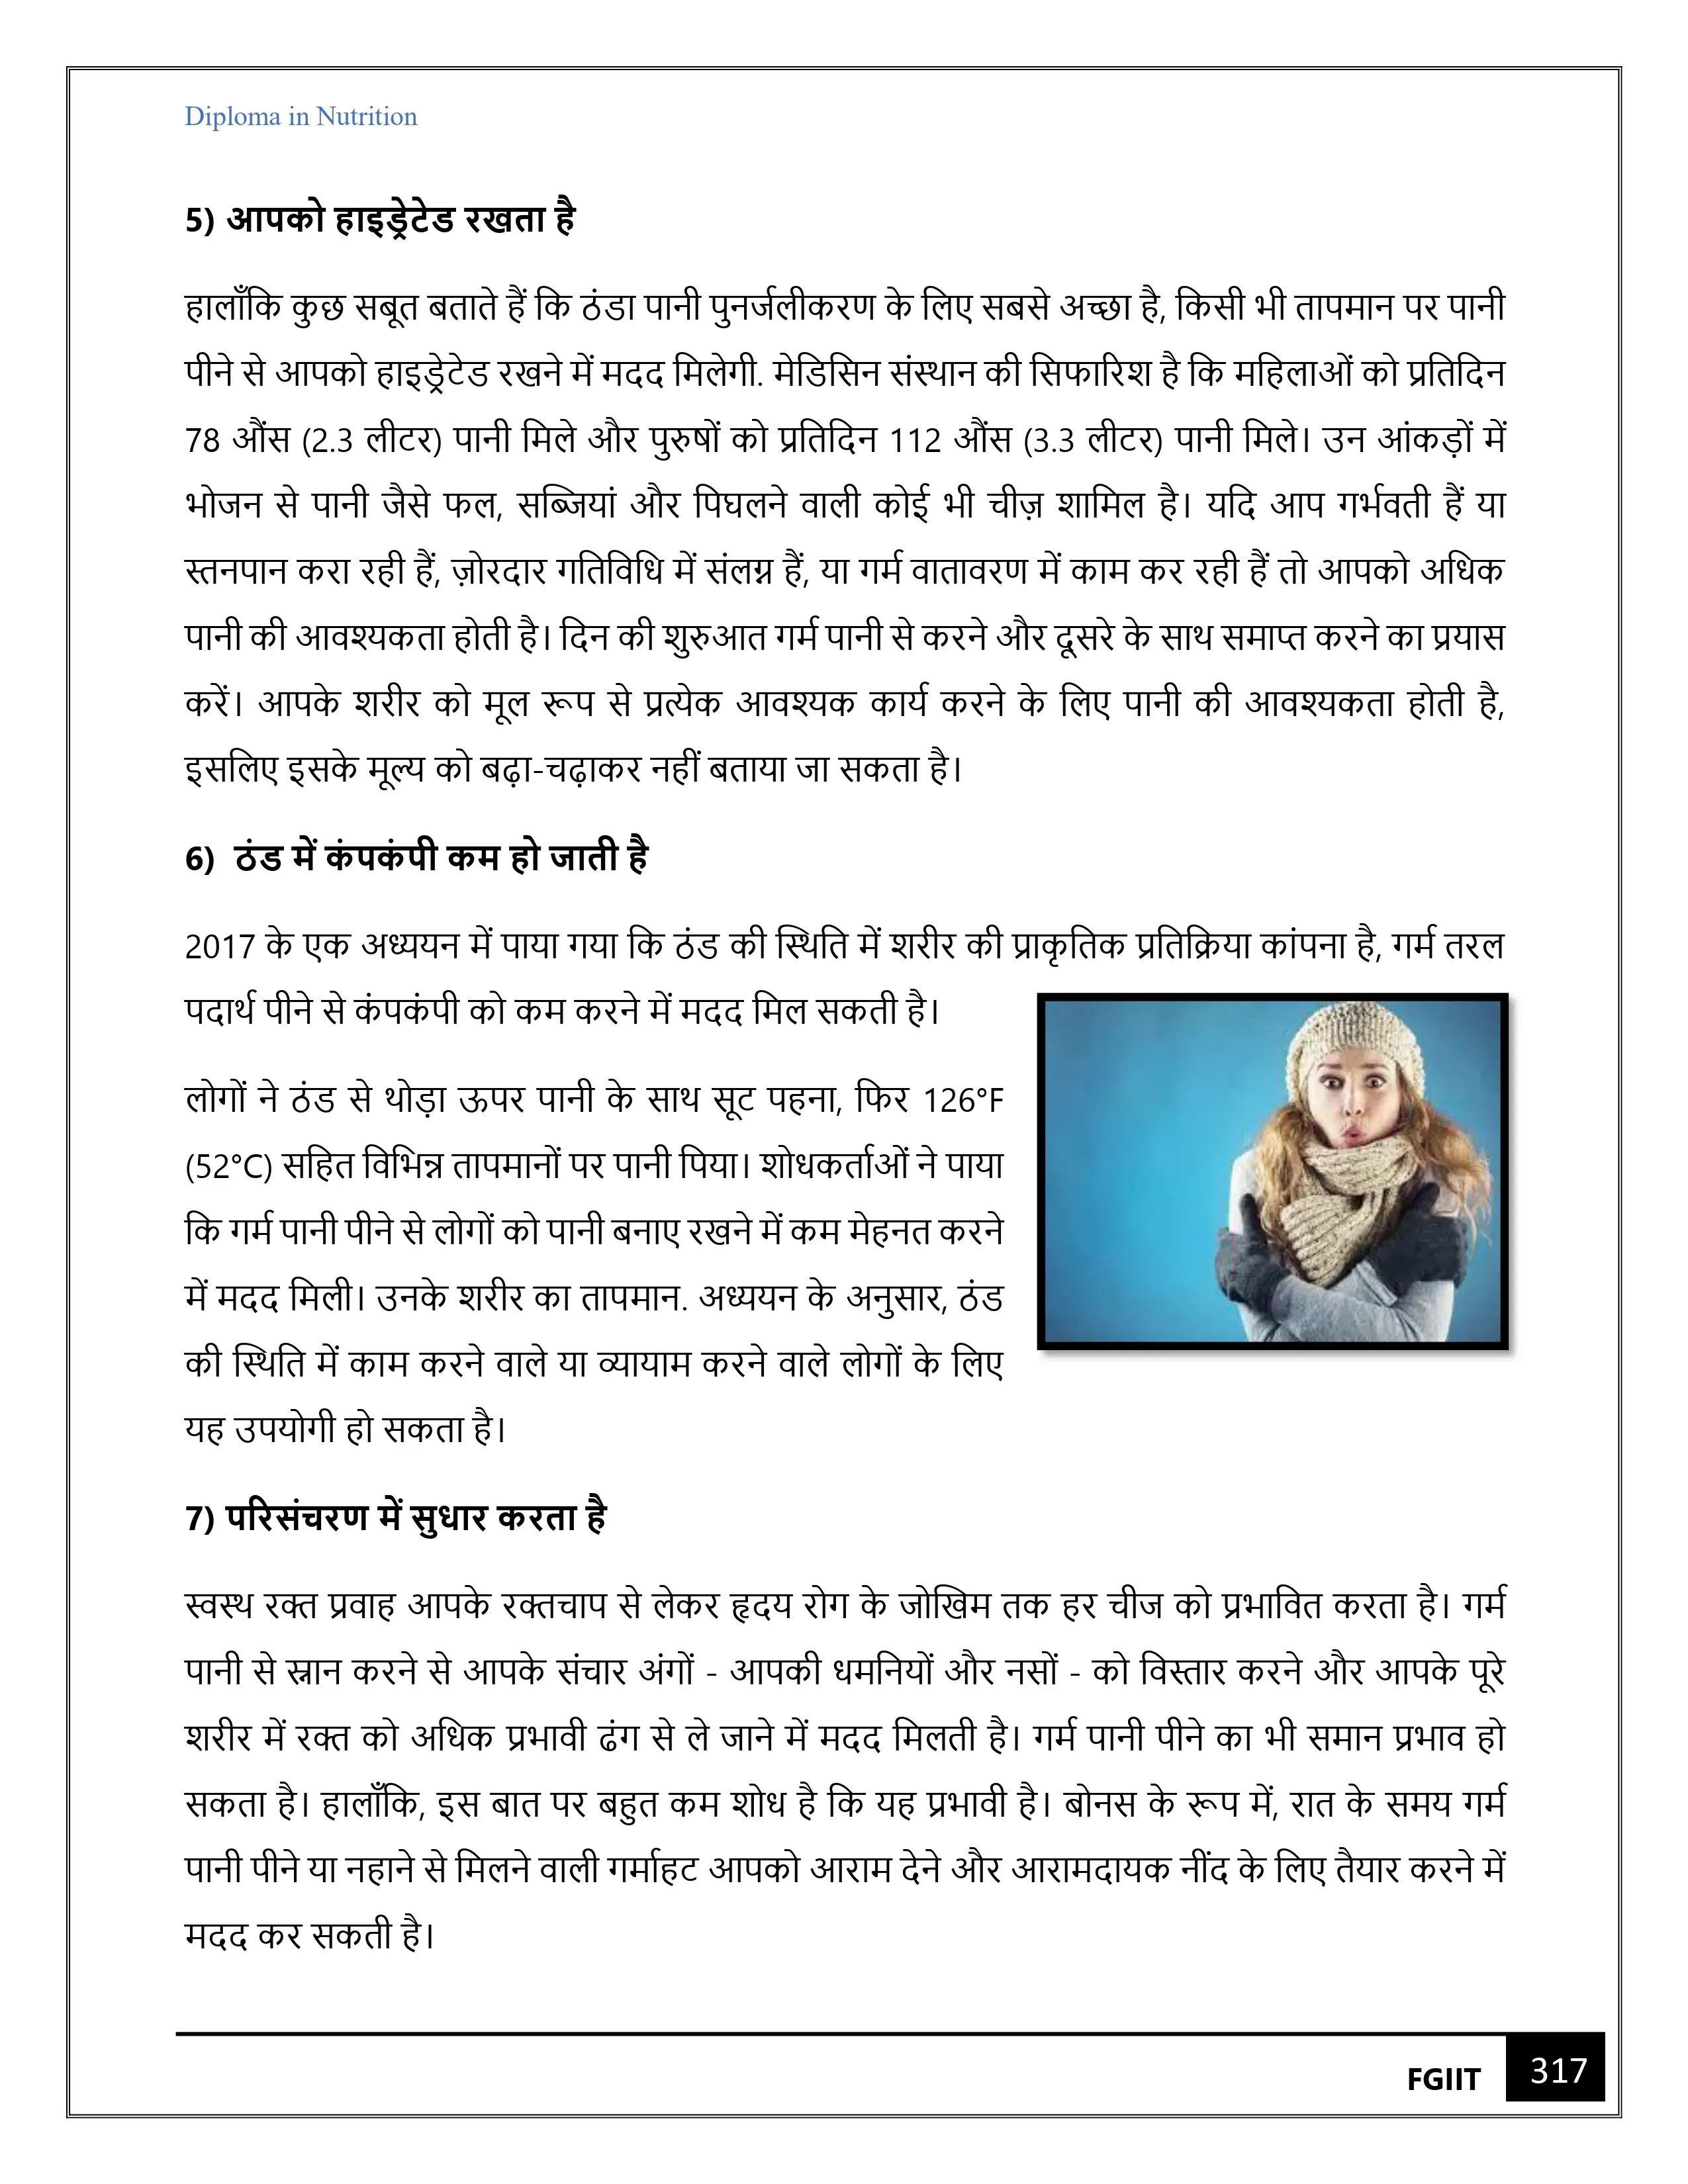 Diploma in Nutrition
5) आपको हाइड्रेटेड रखता है
हालाँकि कुछ सबूत बताते हैं कि ठंडा पानी पुनर्जलीकरण के लिए सबसे अच्छा है, किसी भी तापमान पर पानी
पीने से आपको हाइड्रेटेड रखने में मदद मिलेगी. मेडिसिन संस्थान की सिफारिश है कि महिलाओं को प्रतिदिन
78 औंस (2.3 लीटर) पानी मिले और पुरुषों को प्रतिदिन 112 औंस (3.3 लीटर) पानी मिले। उन आंकड़ों में
भोजन से पानी जैसे फल, सब्जियां और पिघलने वाली कोई भी चीज़ शामिल है। यदि आप गर्भवती हैं या
स्तनपान करा रही हैं, ज़ोरदार गतिविधि में संलग्न हैं, या गर्म वातावरण में काम कर रही हैं तो आपको अधिक
पानी की आवश्यकता होती है। दिन की शुरुआत गर्म पानी से करने और दूसरे के साथ समाप्त करने का प्रयास
करें। आपके शरीर को मूल रूप से प्रत्येक आवश्यक कार्य करने के लिए पानी की आवश्यकता होती है,
इसलिए इसके मूल्य को बढ़ा-चढ़ाकर नहीं बताया जा सकता है।
6) ठंड में कंपकंपी कम हो जाती है
2017 के एक अध्ययन में पाया गया कि ठंड की स्थिति में शरीर की प्राकृतिक प्रतिक्रिया कांपना है, गर्म तरल
पदार्थ पीने से कंपकंपी को कम करने में मदद मिल सकती है।
लोगों ने ठंड से थोड़ा ऊपर पानी के साथ सूट पहना, फिर 126°F
(52°C) सहित विभिन्न तापमानों पर पानी पिया। शोधकर्ताओं ने पाया
कि गर्म पानी पीने से लोगों को पानी बनाए रखने में कम मेहनत करने
में मदद मिली। उनके शरीर का तापमान. अध्ययन के अनुसार, ठंड
की स्थिति में काम करने वाले या व्यायाम करने वाले लोगों के लिए
यह उपयोगी हो सकता है।
7) परिसंचरण में सुधार करता है
स्वस्थ रक्त प्रवाह आपके रक्तचाप से लेकर हृदय रोग के जोखिम तक हर चीज को प्रभावित करता है। गर्म
पानी से स्नान करने से आपके संचार अंगों - आपकी धमनियों और नसों - को विस्तार करने और आपके पूरे
शरीर में रक्त को अधिक प्रभावी ढंग से ले जाने में मदद मिलती है। गर्म पानी पीने का भी समान प्रभाव हो
सकता है। हालाँकि, इस बात पर बहुत कम शोध है कि यह प्रभावी है। बोनस के रूप में, रात के समय गर्म
पानी पीने या नहाने से मिलने वाली गर्माहट आपको आराम देने और आरामदायक नींद के लिए तैयार करने में
मदद कर सकती है।
FGIIT 317